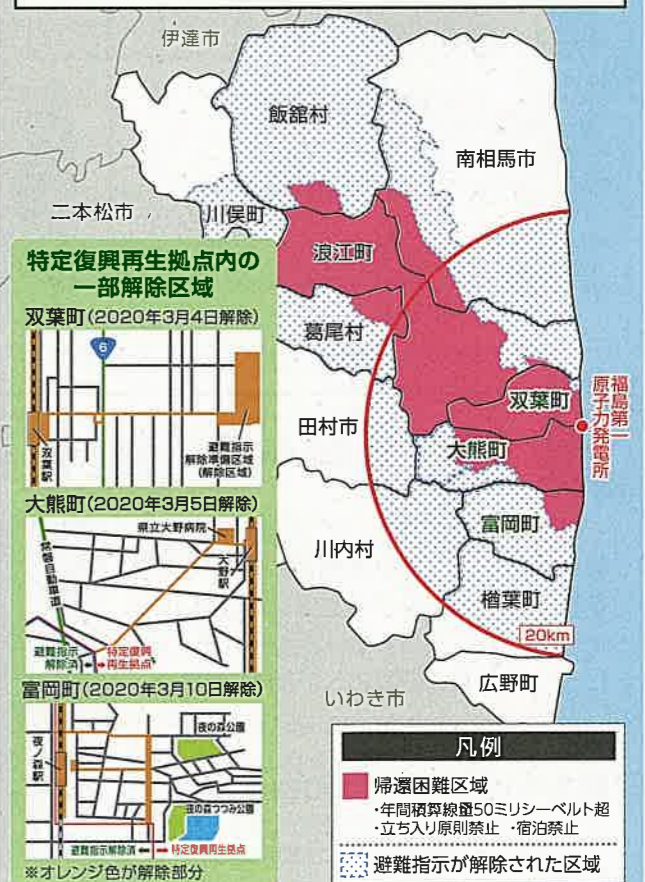 伊達市
飯舘村
南相馬市
二本松市
川俣町
浪江町
葛尾村
双葉町
福島第一
原子力発電所
田村市
大熊町
富岡町
川内村
楢葉町
20km
広野町
いわき市
特定復興再生拠点内の
一部解除区域
双葉町(2020年3月4日解除)
6
双葉駅
避難指示
解除準備区域
(解除区域)
大熊町(2020年3月5日解除)
県立大野病院
大野駅
常磐自動車道
避難指示
解除済
特定復興
再生拠点
富岡町(2020年3月10日解除)
夜の森公園
夜ノ森駅
夜の森つつみ公園
避難指示解除済
特定復興再生拠点
※オレンジ色が解除部分
凡例
帰還困難区域
・年間積算線量50ミリシーベルト超
・立ち入り原則禁止 ・宿泊禁止
避難指示が解除された区域